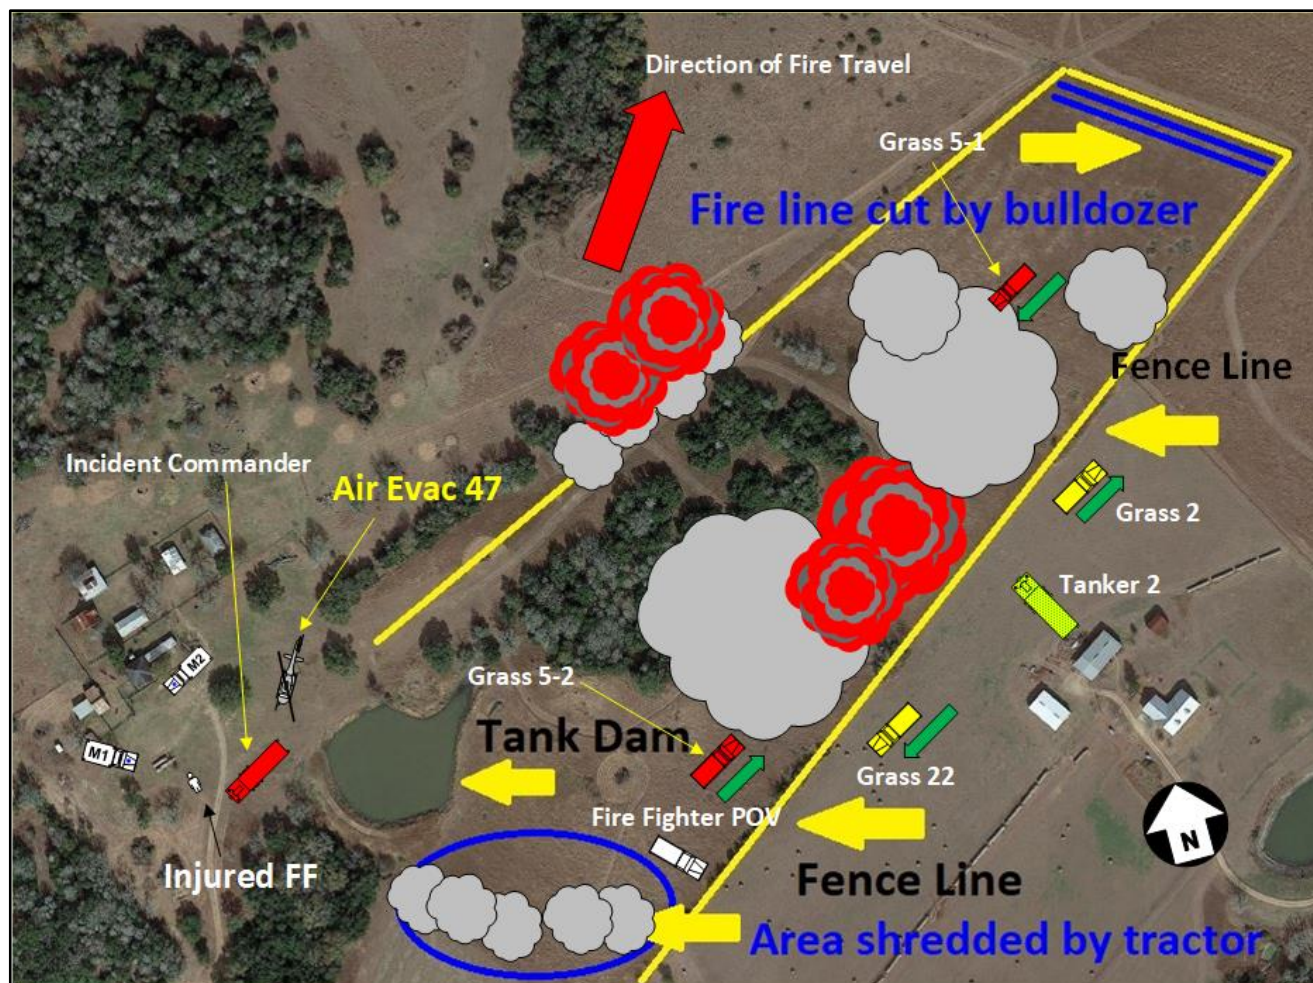 Direction of Fire Travel
Grass 5-1
Fire line cut by bulldozer
Fence Line
Incident Commander
Air Evac 47
Grass 2
Tanker 2
M2
Grass 5-2
Tank Dam
M1
Grass 22
Fire Fighter POV
N
Injured FF
Fence Line
Area shredded by tractor